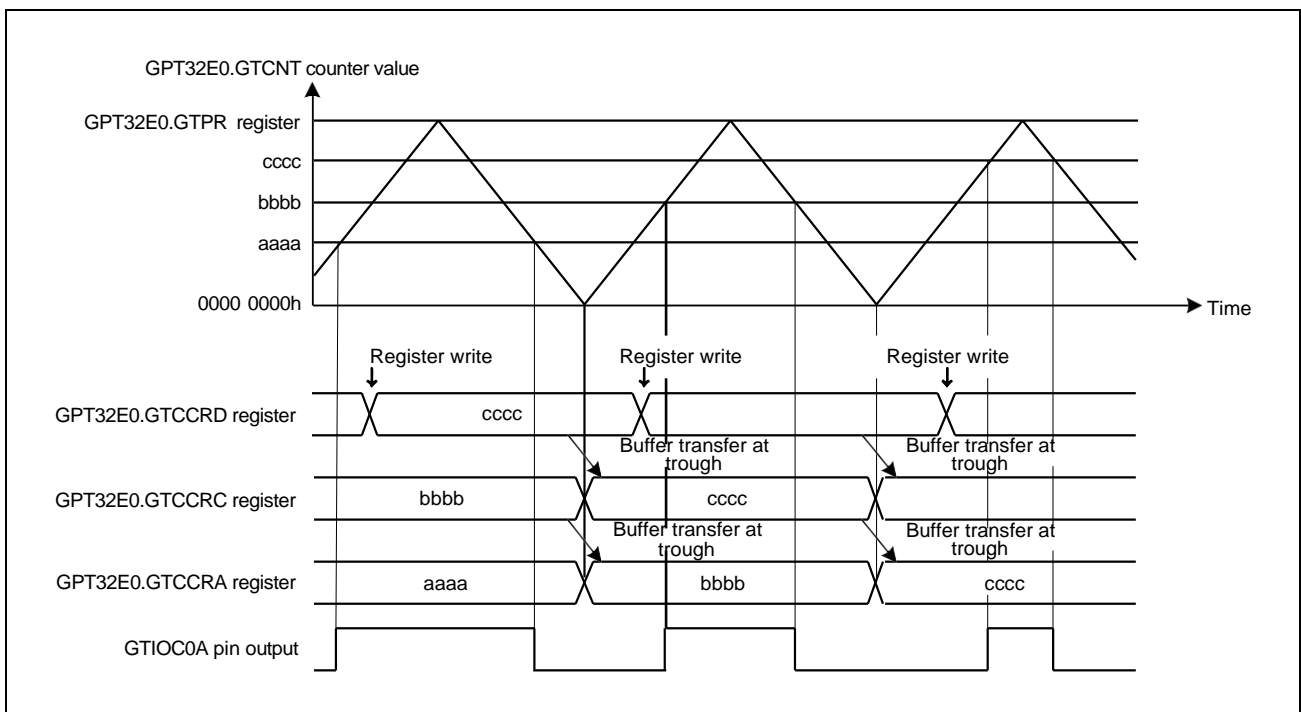 GPT32E0.GTCNT counter value
GPT32E0.GTPR register
cccc
bbbb
aaaa
0000 0000h
Time
Register write Register write Register write
GPT32E0.GTCCRD register
cccc
Buffer transfer at
trough
Buffer transfer at
trough
GPT32E0.GTCCRC register
bbbb
cccc
Buffer transfer at
trough
Buffer transfer at
trough
GPT32E0.GTCCRA register
aaaa
bbbb
cccc
GTIOC0A pin output